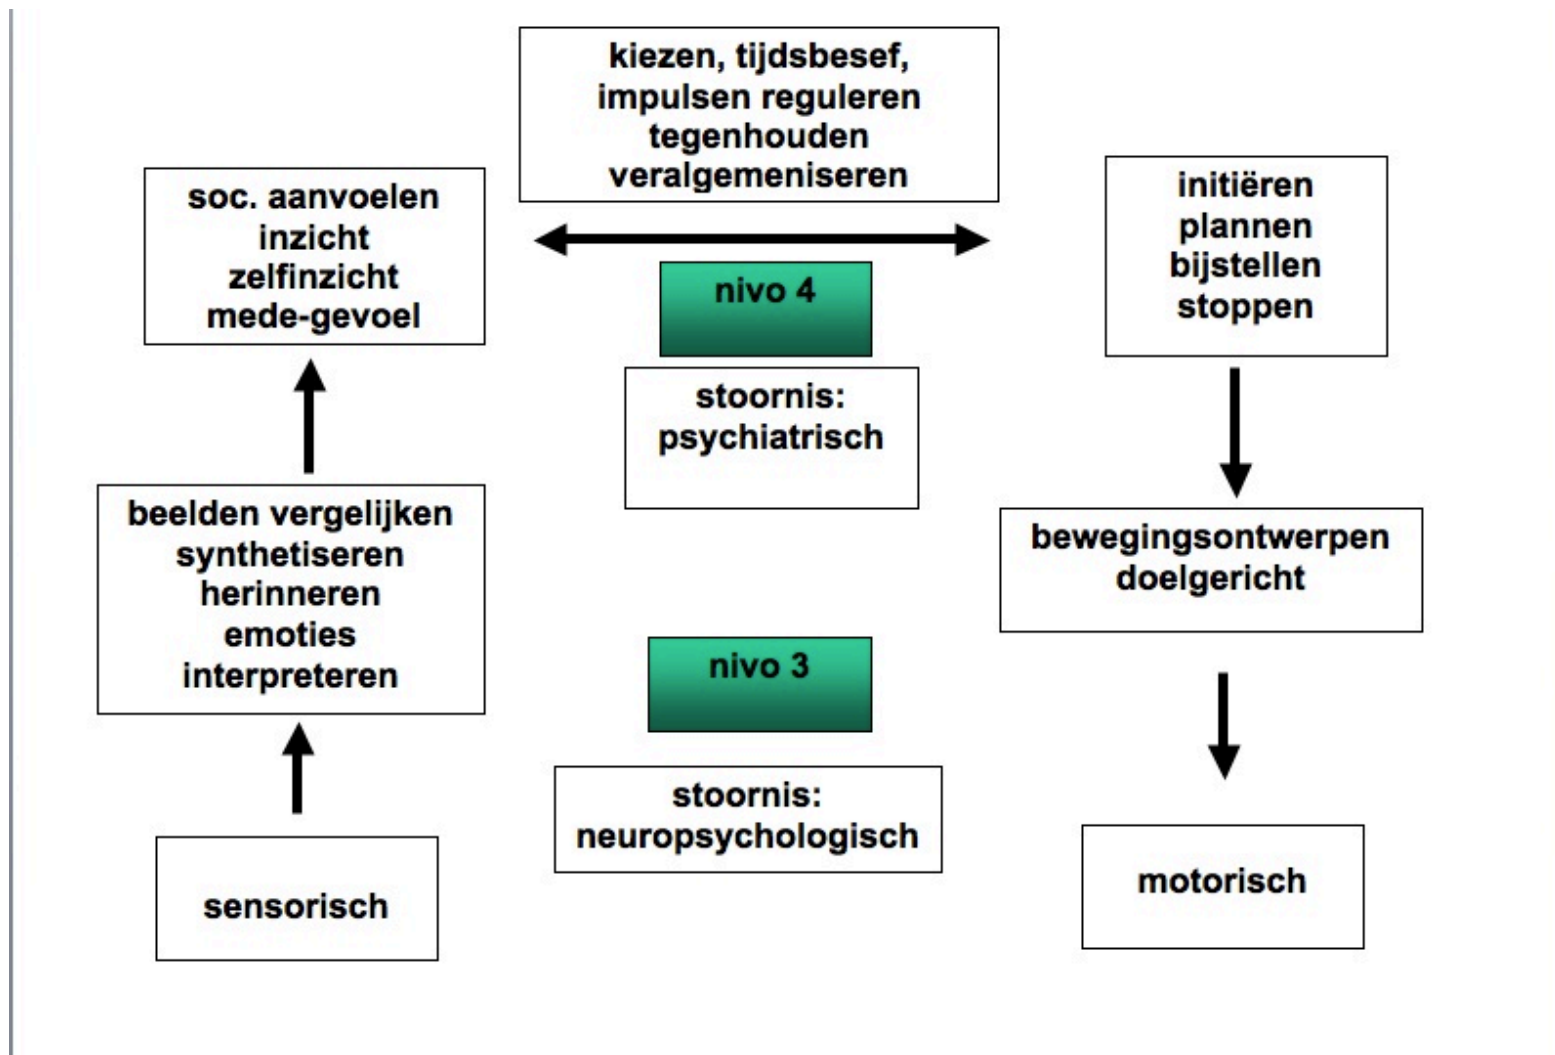 kiezen, tijdsbesef,
impulsen reguleren
tegenhouden
veralgemeniseren
soc. aanvoelen
inzicht
zelfinzicht
mede-gevoel
initiëren
plannen
bijstellen
stoppen
nivo 4
stoornis:
psychiatrisch
beelden vergelijken
synthetiseren
herinneren
emoties
interpreteren
bewegingsontwerpen
doelgericht
nivo 3
stoornis:
neuropsychologisch
sensorisch
motorisch